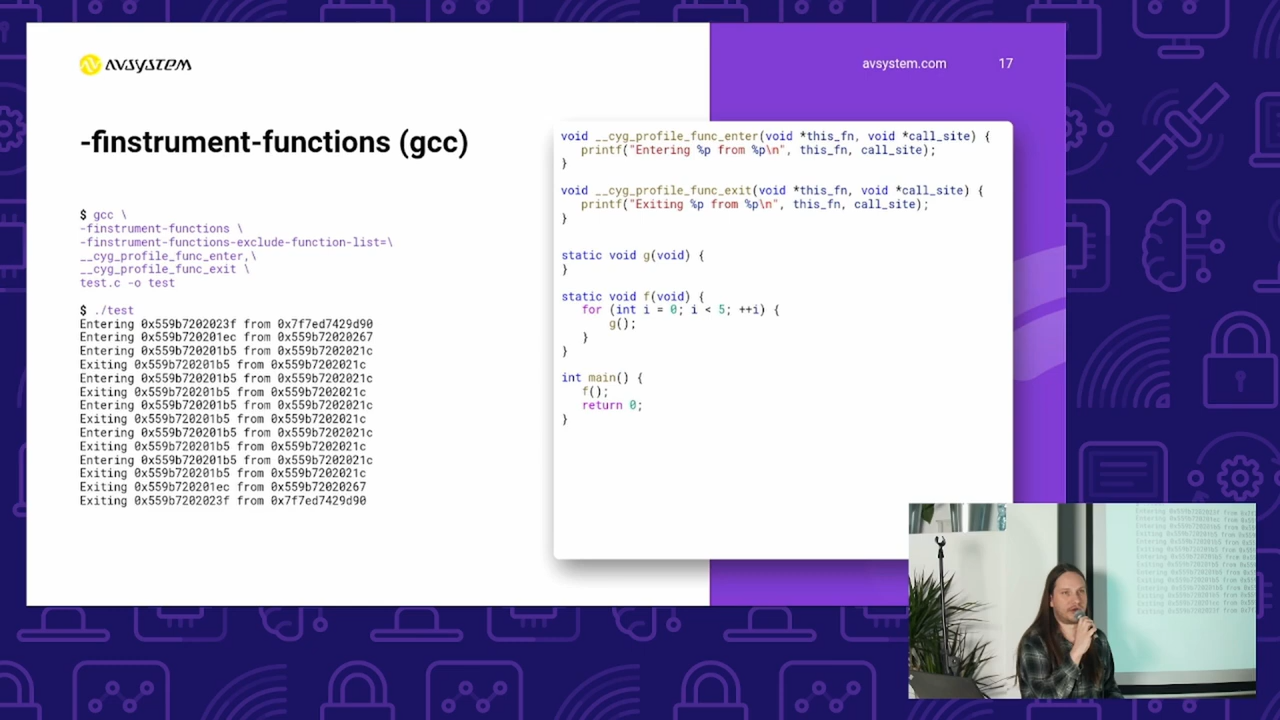 AVSYSTEM
avsystem.com
17
-finstrument-functions (gcc)
$ gcc \
-finstrument-functions \
-finstrument-functions-exclude-function-list=\
__cyg_profile_func_enter,\
__cyg_profile_func_exit \
test.c -o test
$ ./test
Entering 0x559b7202023f from 0x7f7ed7429d90
Entering 0x559b720201ec from 0x559b72020267
Entering 0x559b720201b5 from 0x559b7202021c
Exiting 0x559b720201b5 from 0x559b7202021c
Entering 0x559b720201b5 from 0x559b7202021c
Exiting 0x559b720201b5 from 0x559b7202021c
Entering 0x559b720201b5 from 0x559b7202021c
Exiting 0x559b720201b5 from 0x559b7202021c
Entering 0x559b720201b5 from 0x559b7202021c
Exiting 0x559b720201b5 from 0x559b7202021c
Entering 0x559b720201b5 from 0x559b7202021c
Exiting 0x559b720201b5 from 0x559b7202021c
Exiting 0x559b720201ec from 0x559b72020267
Exiting 0x559b7202023f from 0x7f7ed7429d90
void __cyg_profile_func_enter(void *this_fn, void *call_site) {
printf("Entering %p from %p\n", this_fn, call_site);
}
void __cyg_profile_func_exit(void *this_fn, void *call_site) {
printf("Exiting %p from %p\n", this_fn, call_site);
}
static void g(void) {
}
static void f(void) {
for (int i = 0; i < 5; ++i) {
g();
}
}
int main() {
f();
return 0;
}